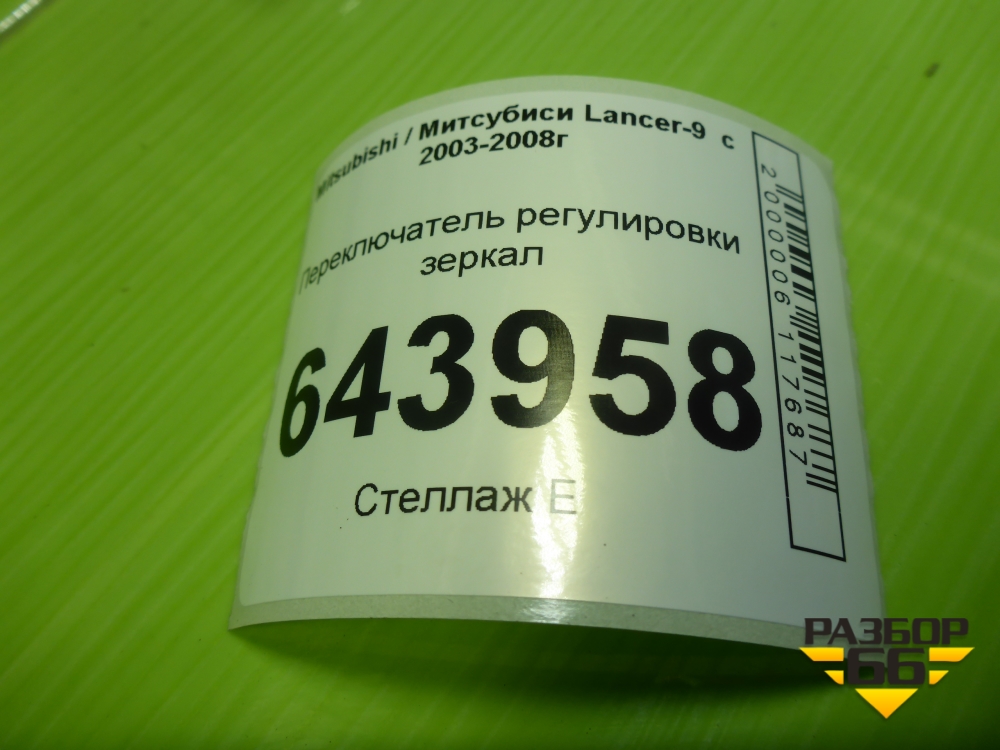 Mitsubishi / Митсубиси Lancer-9 с
2003-2008г
Переключатель регулировки
зеркал
643958
Стеллаж Е
2000006117687
РАЗБОР
66